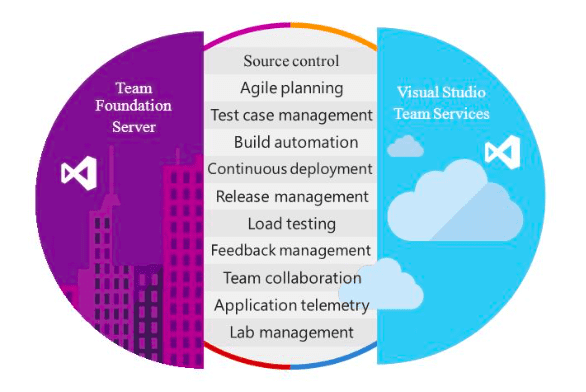 Team
Foundation
Server
Source control
Agile planning
Test case management
Build automation
Continuous deployment
Release management
Load testing
Feedback management
Team collaboration
Application telemetry
Lab management
Visual Studio
Team Services